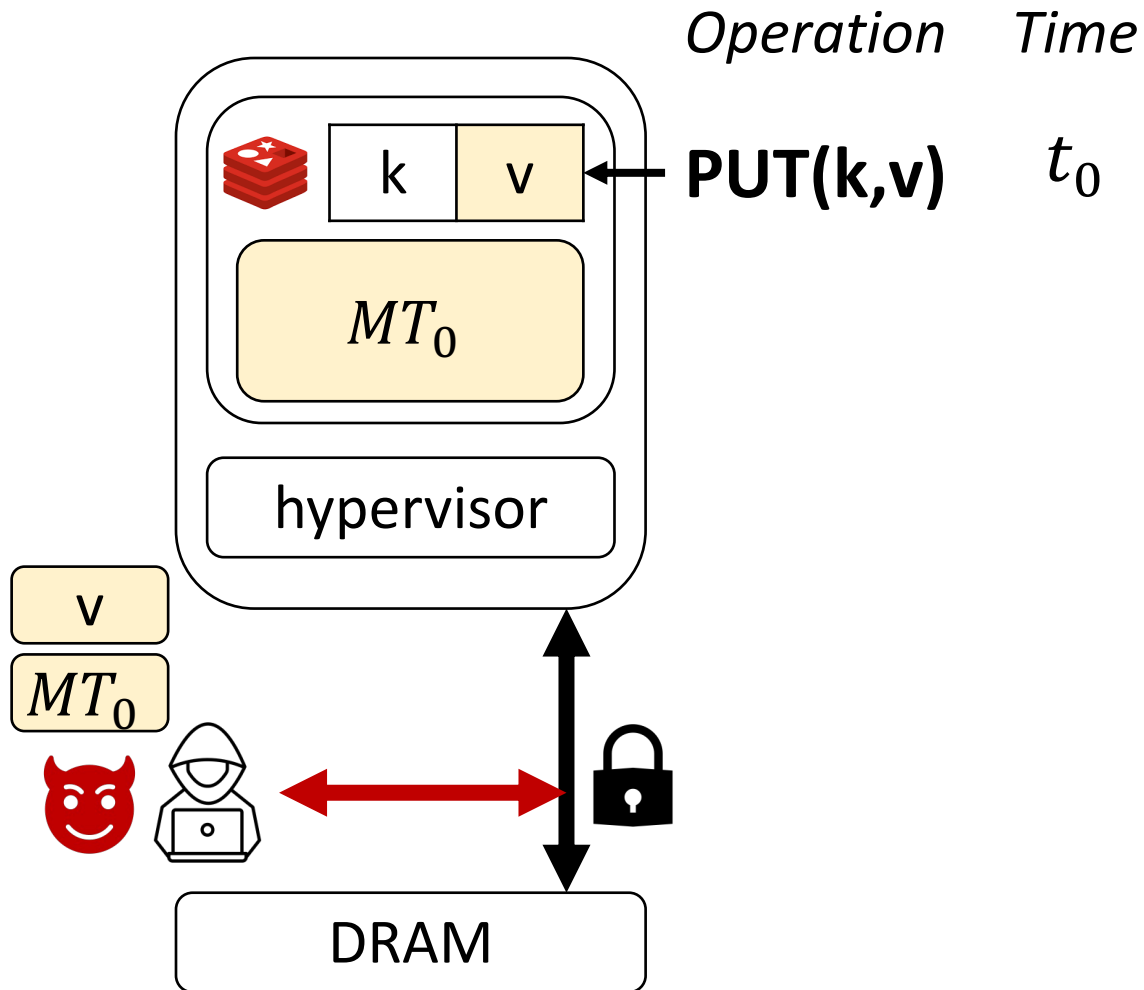 Operation Time
k v PUT(k,v) t₀
MT₀
hypervisor
v
MT₀
DRAM